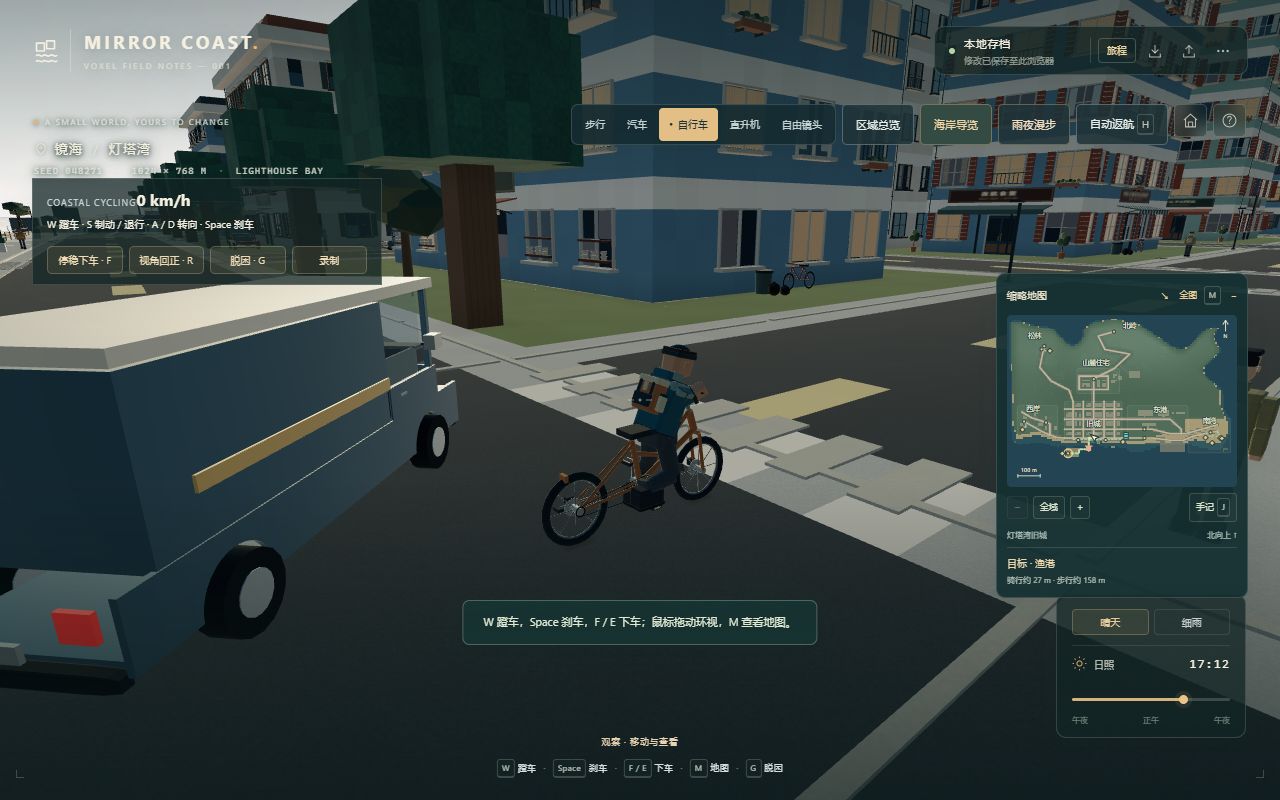 MIRROR COAST.
VOXEL FIELD NOTES — 001
A SMALL WORLD, YOURS TO CHANGE
镜海 / 灯塔湾
SEED 048271 · 1024 × 768 M · LIGHTHOUSE BAY
COASTAL CYCLING 0 km/h
W 蹬车 · S 制动 / 退行 · A / D 转向 · Space 刹车
停稳下车 · F
视角回正 · R
脱困 · G
录制
本地存档
修改已保存至此浏览器
旅程
步行
汽车
自行车
直升机
自由镜头
区域总览
海岸导览
雨夜漫步
自动返航 H
缩略地图
全图 M
北岭
松林
N
山麓住宅
西岸
东港
旧城
南湾
100 m
全域
手记 J
灯塔湾旧城
北向上 ↑
目标 · 渔港
骑行约 27 m · 步行约 158 m
晴天
细雨
日照 17:12
午夜 正午 午夜
W 蹬车，Space 刹车，F / E 下车；鼠标拖动环视，M 查看地图。
观察 · 移动与查看
W 蹬车 · Space 刹车 · F / E 下车 · M 地图 · G 脱困